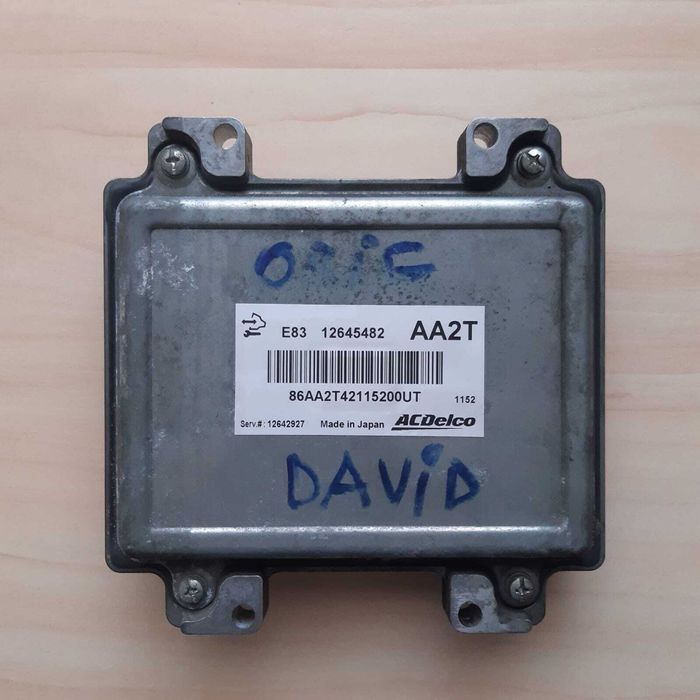 ORIG
E83 12645482 AA2T
86AA2T42115200UT 1152
Serv.#: 12642927 Made in Japan ACDelco
DAViD